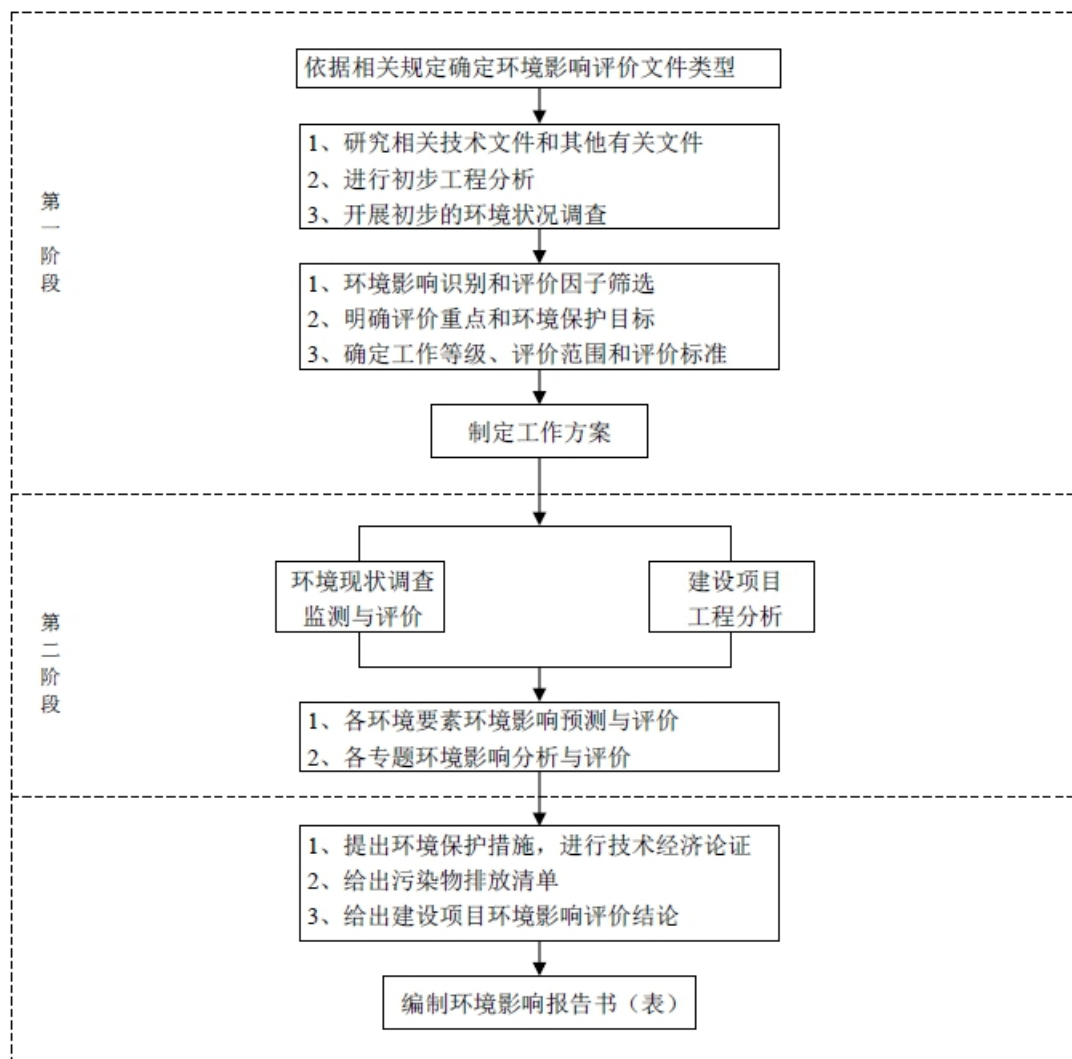 依据相关规定确定环境影响评价文件类型
1、研究相关技术文件和其他有关文件
2、进行初步工程分析
3、开展初步的环境状况调查
第一阶段
1、环境影响识别和评价因子筛选
2、明确评价重点和环境保护目标
3、确定工作等级、评价范围和评价标准
制定工作方案
环境现状调查
监测与评价
建设项目
工程分析
第二阶段
1、各环境要素环境影响预测与评价
2、各专题环境影响分析与评价
1、提出环境保护措施，进行技术经济论证
2、给出污染物排放清单
3、给出建设项目环境影响评价结论
编制环境影响报告书（表）